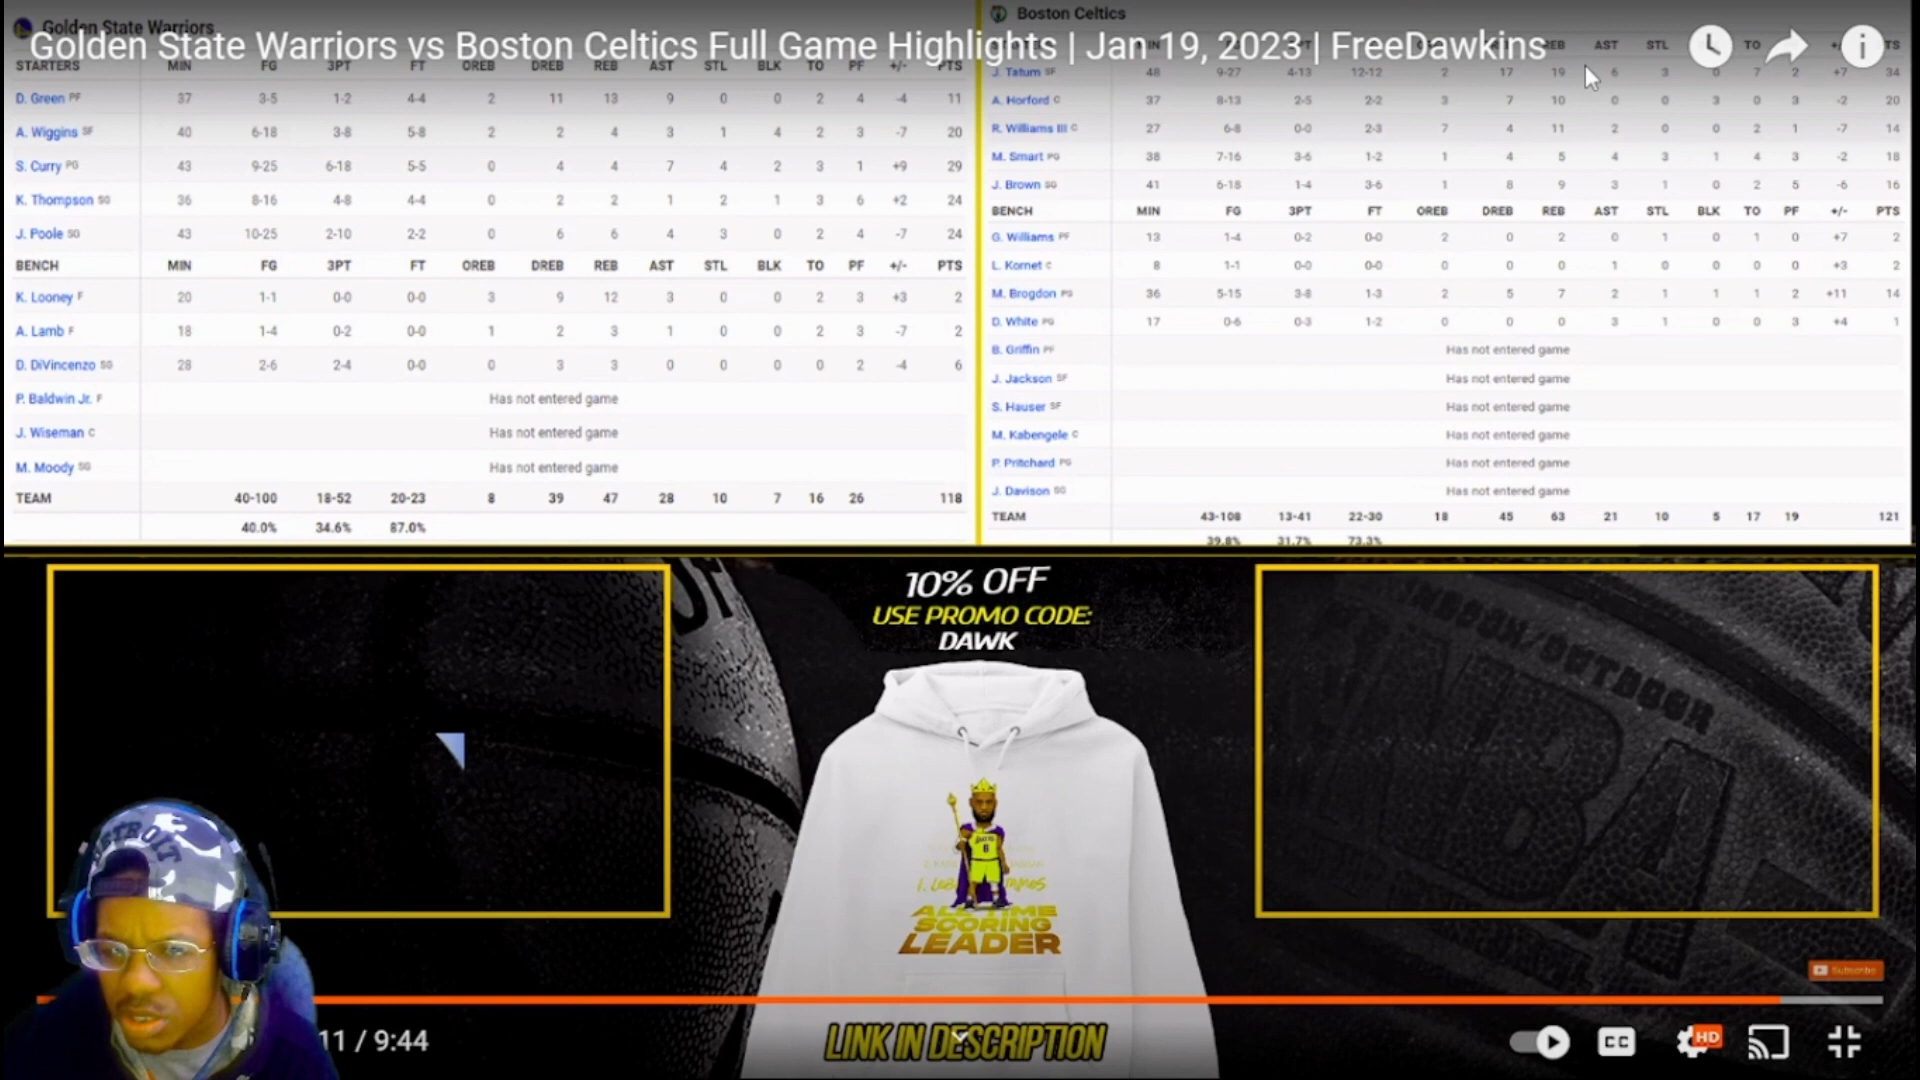 Golden State Warriors
Golden State Warriors vs Boston Celtics Full Game Highlights | Jan 19, 2023 | FreeDawkins
STARTERS MIN FG 3PT FT OREB DREB REB AST STL BLK TO PF +/- PTS
D. Green PF 37 3-5 1-2 4-4 2 11 13 9 0 0 2 4 -4 11
A. Wiggins SF 40 6-18 3-8 5-8 2 2 4 3 1 4 2 3 -7 20
S. Curry PG 43 9-25 6-18 5-5 0 4 4 7 4 2 3 1 +9 29
K. Thompson SG 36 8-16 4-8 4-4 0 2 2 1 2 1 3 6 +2 24
J. Poole SG 43 10-25 2-10 2-2 0 6 6 4 3 0 2 4 -7 24
BENCH MIN FG 3PT FT OREB DREB REB AST STL BLK TO PF +/- PTS
K. Looney F 20 1-1 0-0 0-0 3 9 12 3 0 0 2 3 +3 2
A. Lamb F 18 1-4 0-2 0-0 1 2 3 1 0 0 2 3 -7 2
D. DiVincenzo SG 28 2-6 2-4 0-0 0 3 3 0 0 0 0 2 -4 6
P. Baldwin Jr. F Has not entered game
J. Wiseman C Has not entered game
M. Moody SG Has not entered game
TEAM 40-100 18-52 20-23 8 39 47 28 10 7 16 26 118
40.0% 34.6% 87.0%
Boston Celtics
REB AST STL TO
J. Tatum SF 48 9-27 4-13 12-12 2 17 19 6 3 0 7 2 +7 34
A. Horford C 37 8-13 2-5 2-2 3 7 10 0 0 3 0 3 -2 20
R. Williams III C 27 6-8 0-0 2-3 7 4 11 2 0 0 2 1 -7 14
M. Smart PG 38 7-16 3-6 1-2 1 4 5 4 3 1 4 3 -2 18
J. Brown SG 41 6-18 1-4 3-6 1 8 9 3 1 0 2 5 -6 16
BENCH MIN FG 3PT FT OREB DREB REB AST STL BLK TO PF +/- PTS
G. Williams PF 13 1-4 0-2 0-0 2 0 2 0 1 0 1 0 +7 2
L. Kornet C 8 1-1 0-0 0-0 0 0 0 1 0 0 0 0 +3 2
M. Brogdon PG 36 5-15 3-8 1-3 2 5 7 2 1 1 1 2 +11 14
D. White PG 17 0-6 0-3 1-2 0 0 0 3 1 0 0 3 +4 1
B. Griffin PF Has not entered game
J. Jackson SF Has not entered game
S. Hauser SF Has not entered game
M. Kabengele C Has not entered game
P. Pritchard PG Has not entered game
J. Davison SG Has not entered game
TEAM 43-108 13-41 22-30 18 45 63 21 10 5 17 19 121
39.8% 31.7% 73.3%
10% OFF
USE PROMO CODE:
DAWK
INDOOR/OUTDOOR
NBA
DETROIT
ALL TIME
SCORING
LEADER
Subscribe
11 / 9:44
LINK IN DESCRIPTION
CC
HD